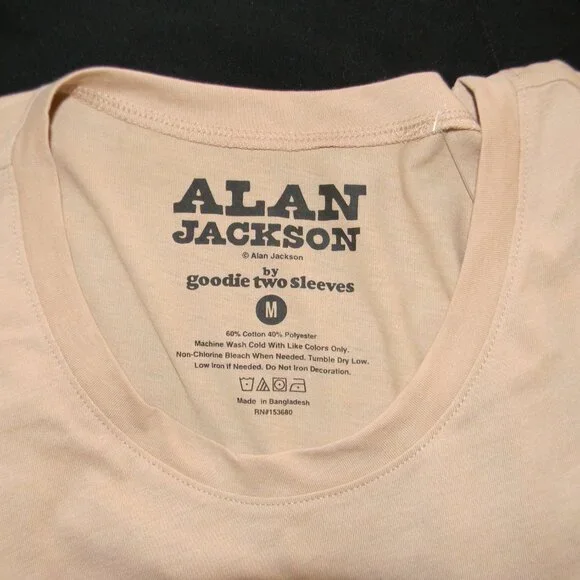 ALAN
JACKSON
© Alan Jackson
by
goodie two sleeves
M
60% Cotton 40% Polyester
Machine Wash Cold With Like Colors Only.
Non-Chlorine Bleach When Needed. Tumble Dry Low.
Low Iron if Needed. Do Not Iron Decoration.
Made in Bangladesh
RN#153680